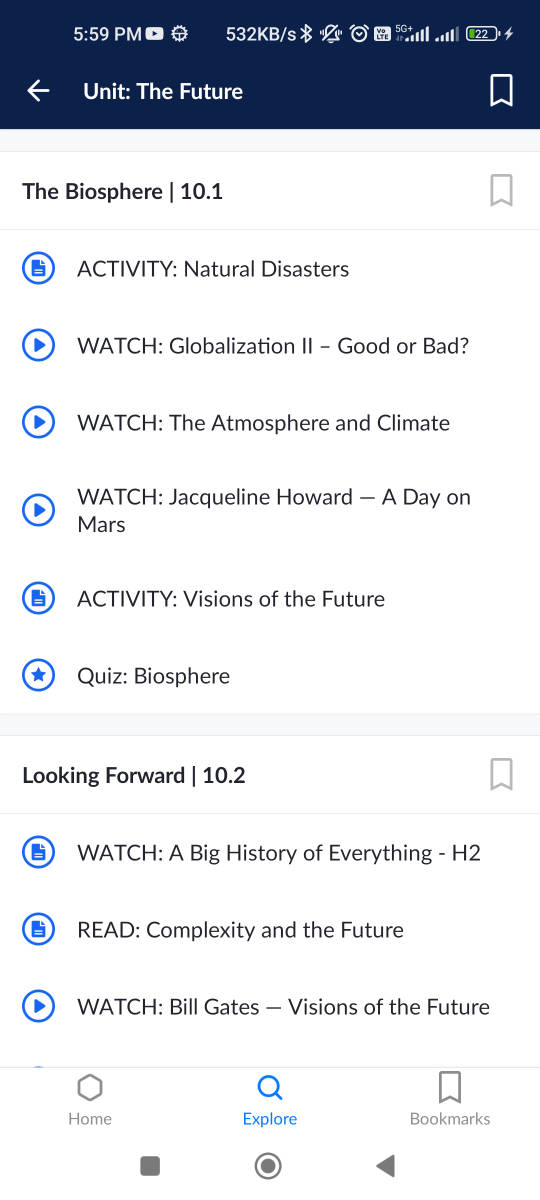 5:59 PM
532KB/s
Vo
LTE
5G+
22
Unit: The Future
The Biosphere | 10.1
ACTIVITY: Natural Disasters
WATCH: Globalization II – Good or Bad?
WATCH: The Atmosphere and Climate
WATCH: Jacqueline Howard — A Day on
Mars
ACTIVITY: Visions of the Future
Quiz: Biosphere
Looking Forward | 10.2
WATCH: A Big History of Everything - H2
READ: Complexity and the Future
WATCH: Bill Gates — Visions of the Future
Home
Explore
Bookmarks